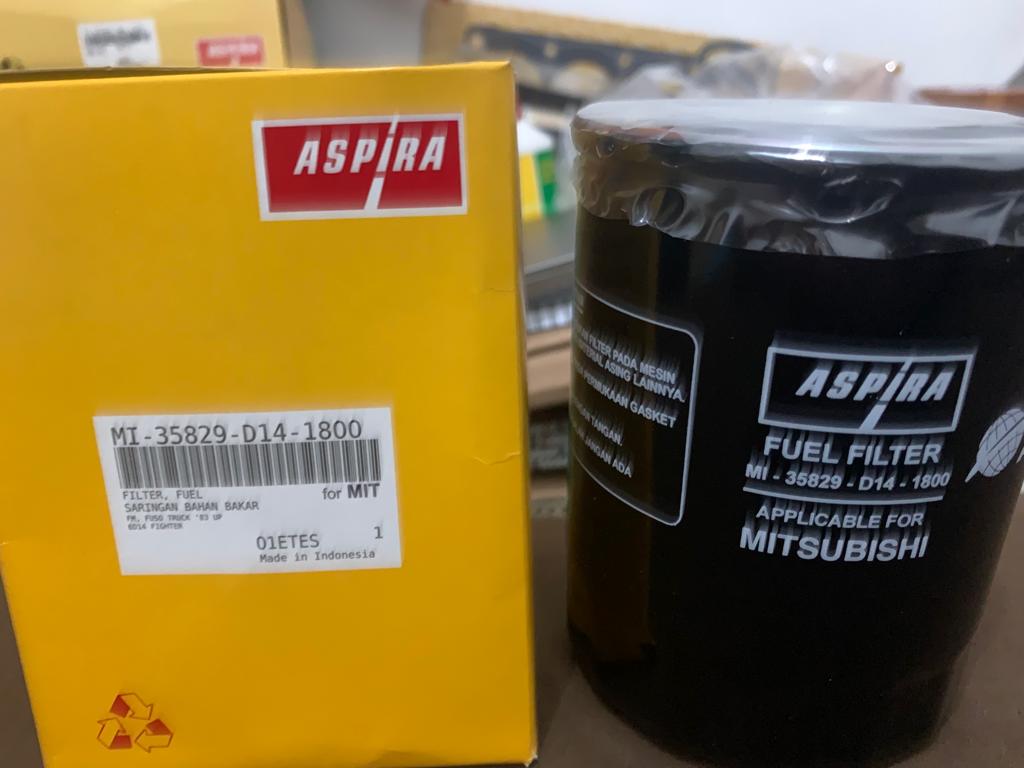 ASPIRA
ASPIRA
MI-35829-D14-1800
FILTER, FUEL
for MIT
SARINGAN BAHAN BAKAR
FM, FUSO TRUCK '83 UP
6D14 FIGHTER
01ETES
1
Made in Indonesia
FILTER PADA MESIN
ASING LAINNYA.
PERMUKAAN GASKET
TANGAN.
JANGAN ADA
ASPIRA
FUEL FILTER
MI - 35829 - D14 - 1800
APPLICABLE FOR
MITSUBISHI